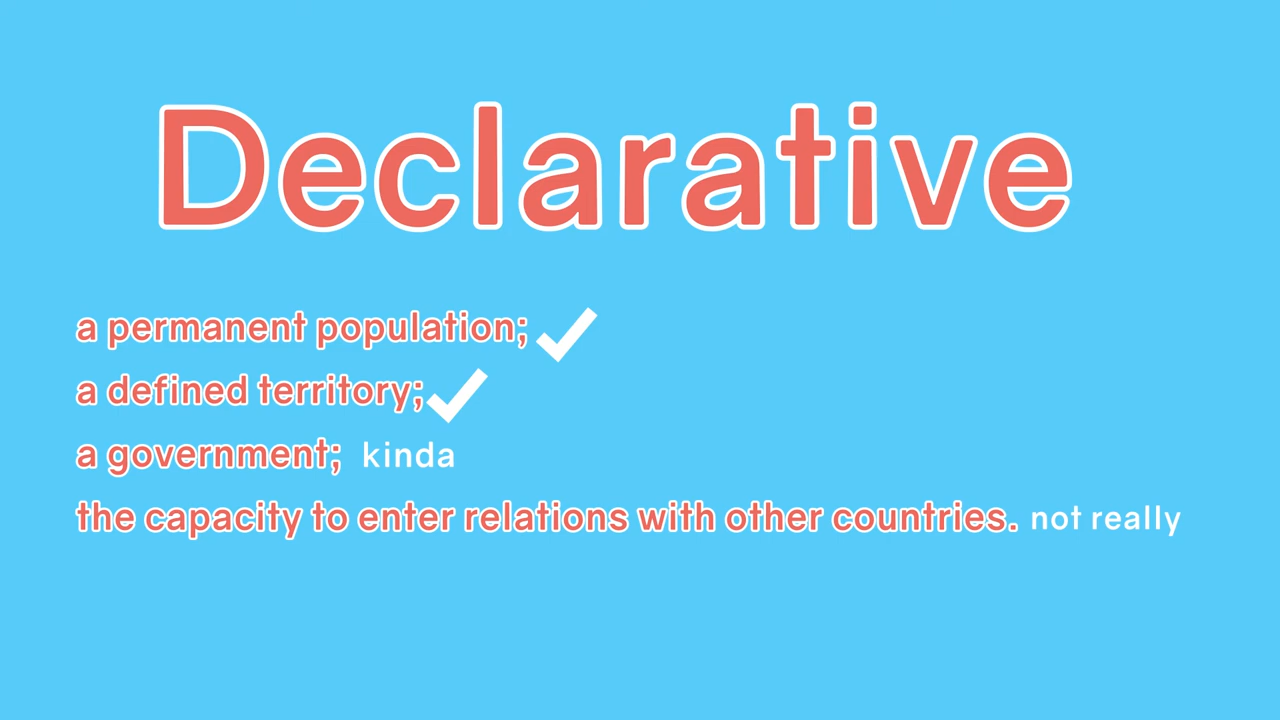 Declarative
a permanent population;
a defined territory;
a government; kinda
the capacity to enter relations with other countries. not really